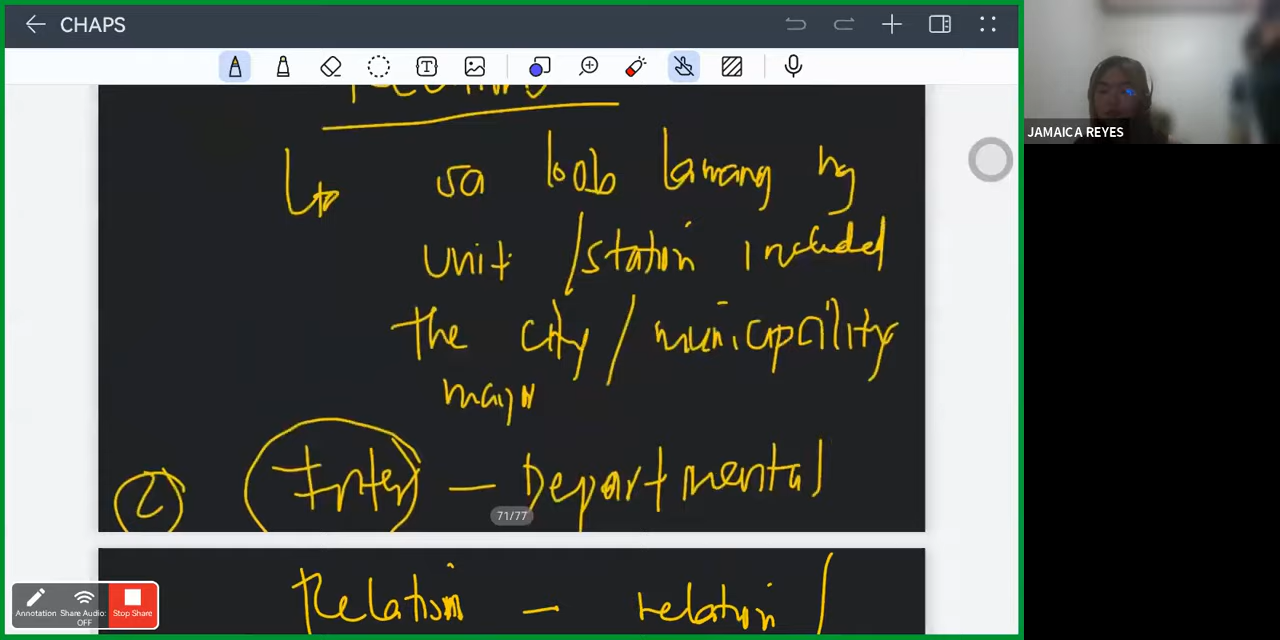 CHAPS
JAMAICA REYES
↳ sa loob lamang ng
unit /station included
the city / municipality
mayor
② Inter — Departmental
71/77
Relation — relation /
Annotation
Share Audio: OFF
Stop Share